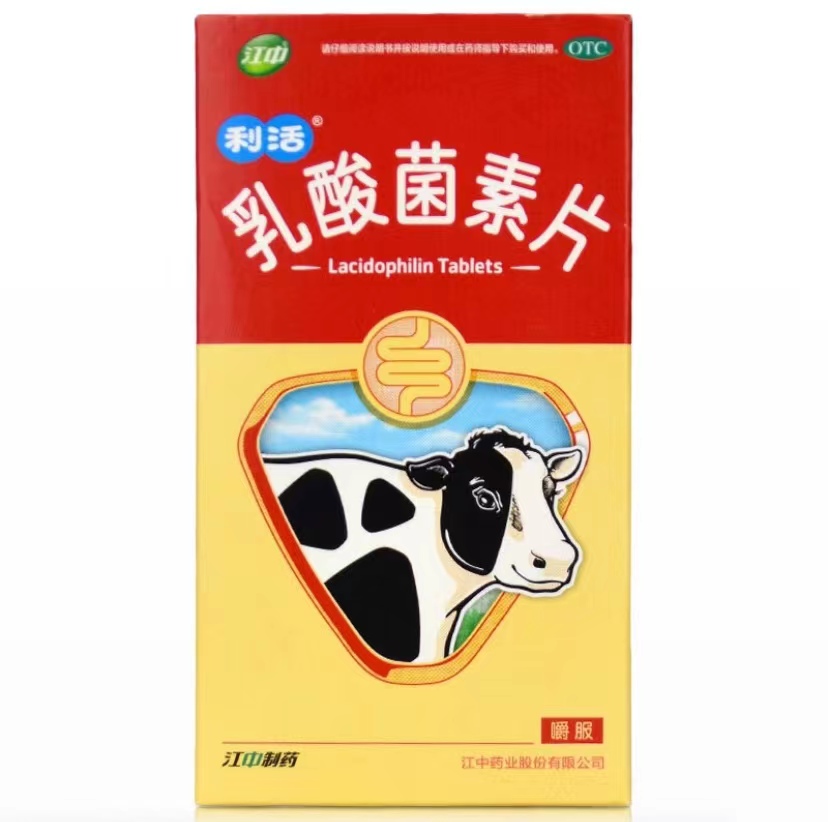 江中
请仔细阅读说明书并按说明使用或在药师指导下购买和使用。
OTC
利活®
乳酸菌素片
Lacidophilin Tablets
嚼服
江中制药
江中药业股份有限公司